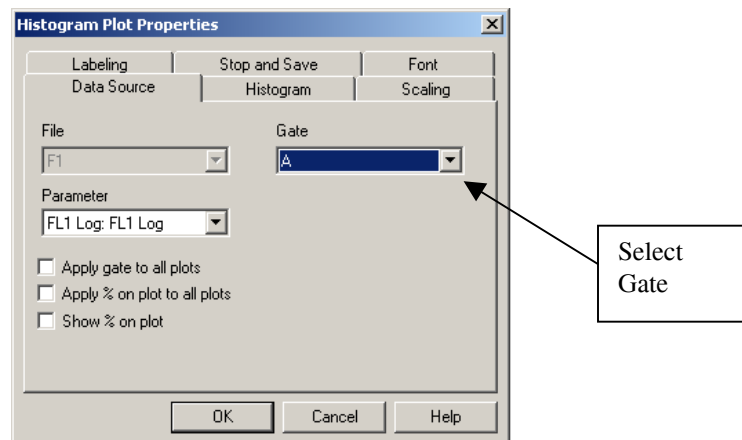 Histogram Plot Properties
Labeling
Stop and Save
Font
Data Source
Histogram
Scaling
File
Gate
F1
A
Parameter
FL1 Log: FL1 Log
Apply gate to all plots
Apply % on plot to all plots
Show % on plot
OK
Cancel
Help
Select
Gate